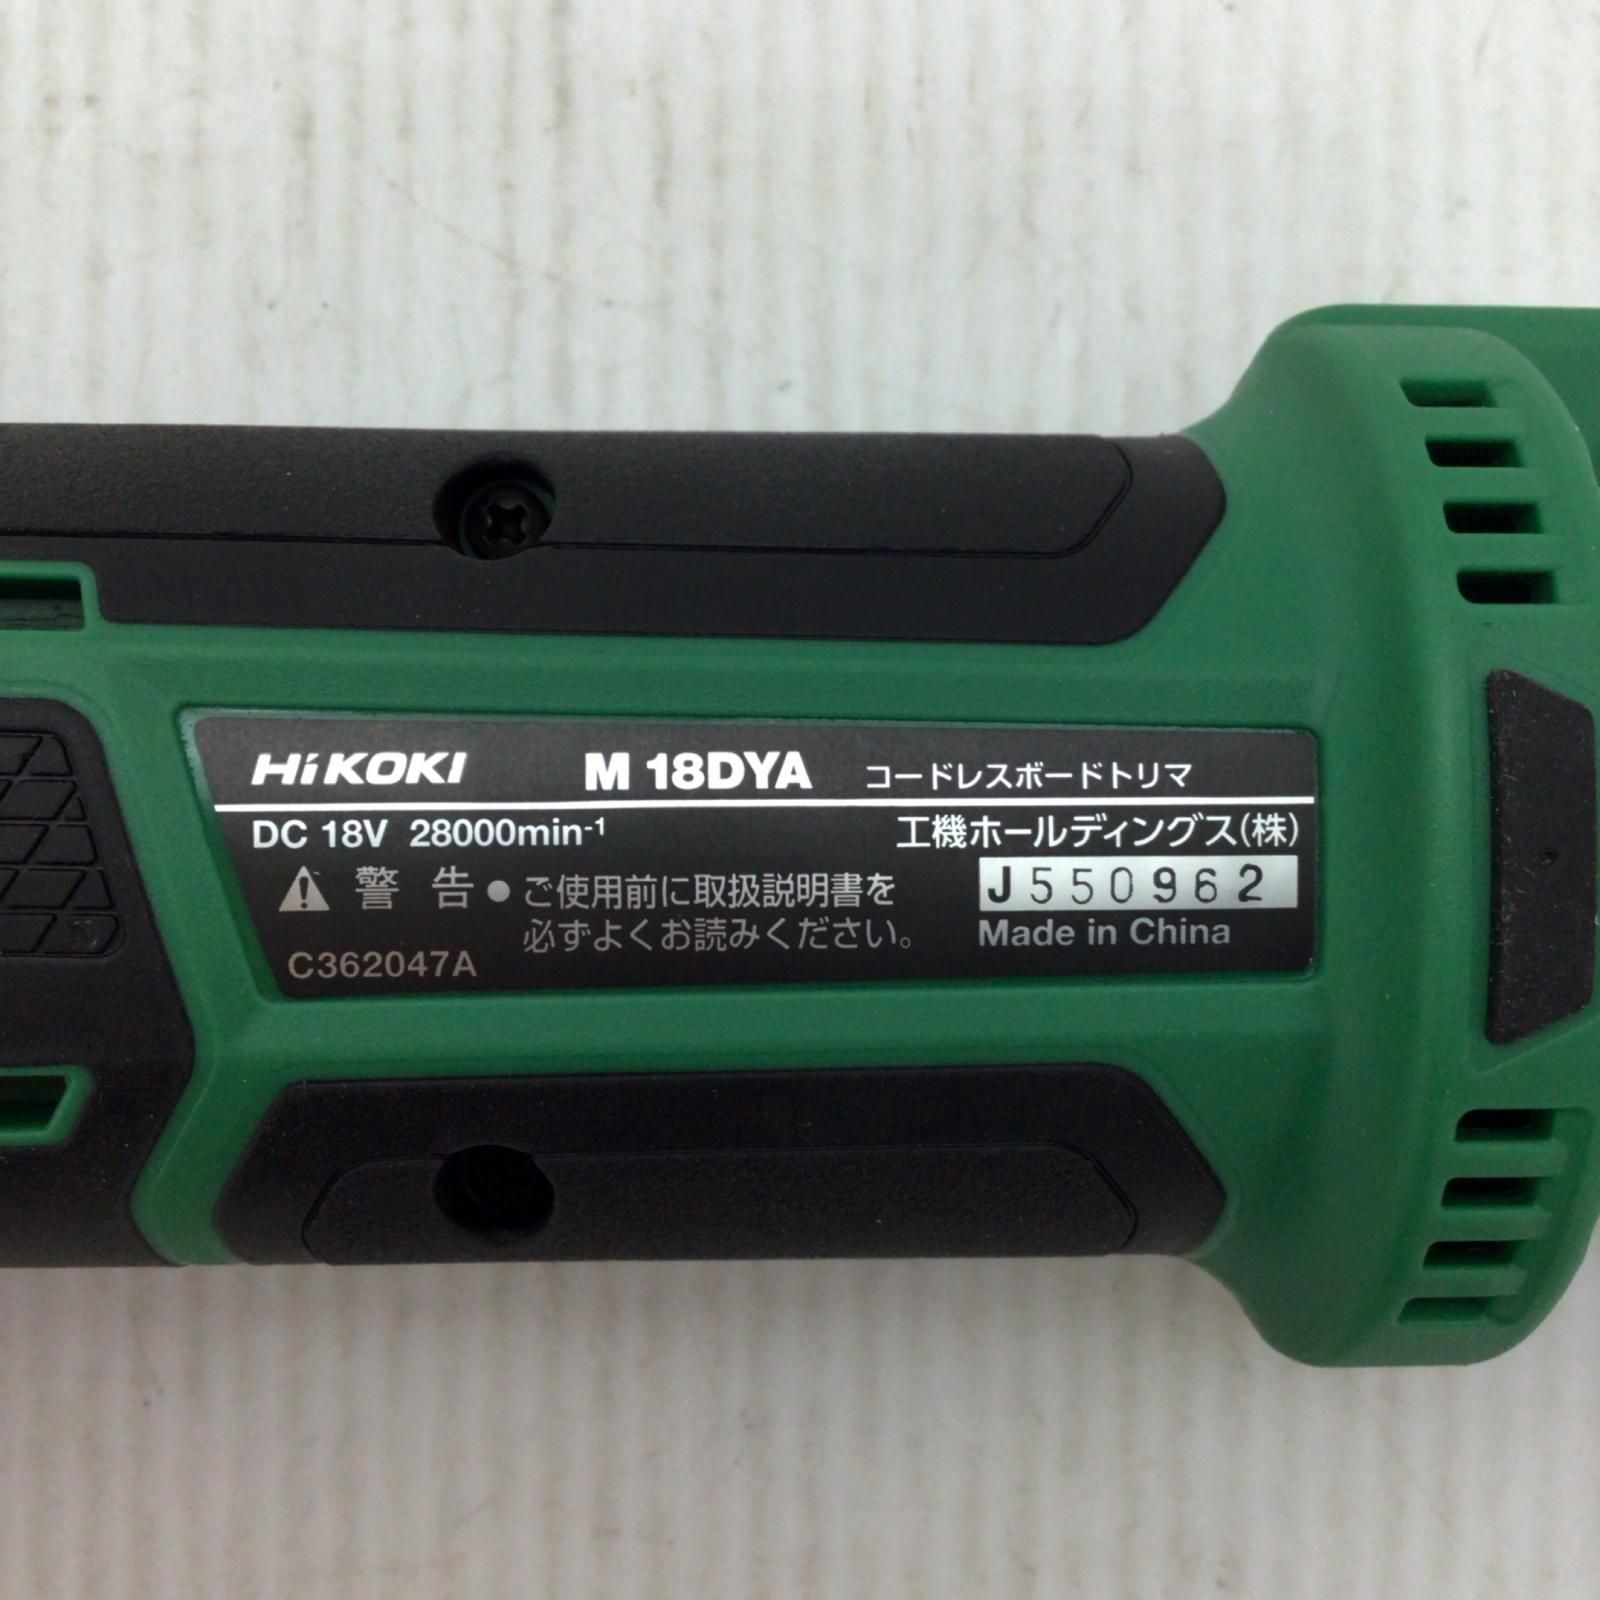 HiKOKI M 18DYA コードレスボードトリマ
DC 18V 28000min-1 工機ホールディングス(株)
警 告 ● ご使用前に取扱説明書を
必ずよくお読みください。
J550962
Made in China
C362047A